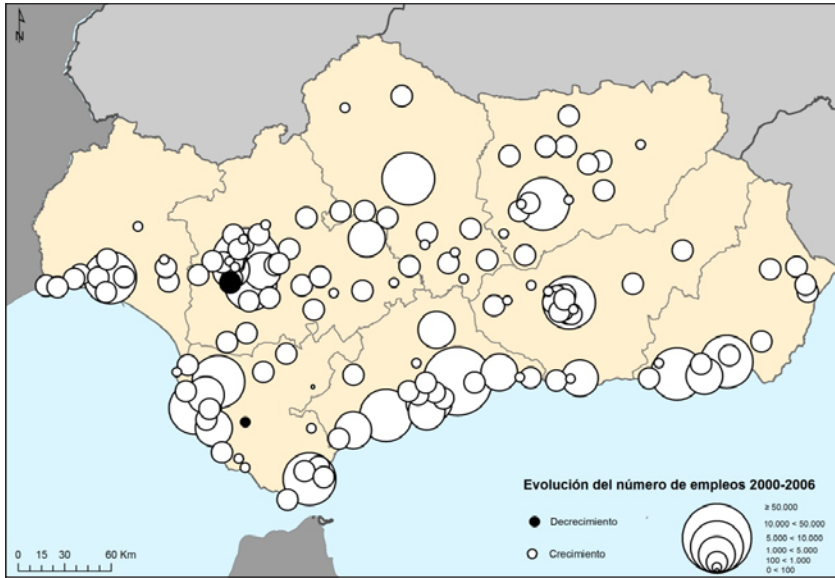 N
Evolución del número de empleos 2000-2006
Decrecimiento
Crecimiento
≥ 50.000
10.000 < 50.000
5.000 < 10.000
1.000 < 5.000
100 < 1.000
0 < 100
0 15 30 60 Km